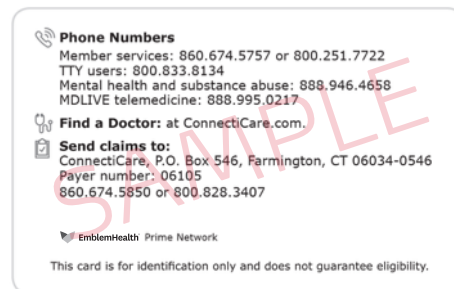 Phone Numbers
Member services: 860.674.5757 or 800.251.7722
TTY users: 800.833.8134
Mental health and substance abuse: 888.946.4658
MDLIVE telemedicine: 888.995.0217
Find a Doctor: at ConnectiCare.com.
Send claims to:
ConnectiCare, P.O. Box 546, Farmington, CT 06034-0546
Payer number: 06105
860.674.5850 or 800.828.3407
SAMPLE
EmblemHealth Prime Network
This card is for identification only and does not guarantee eligibility.